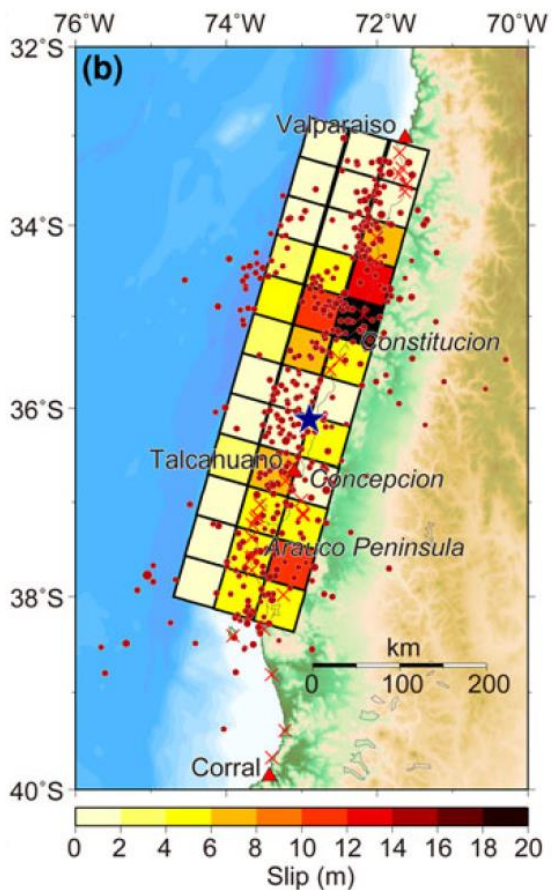 76°W 74°W 72°W 70°W
32°S
(b)
Valparaiso
34°S
Constitucion
36°S
Talcahuano
Concepcion
Arauco Peninsula
38°S
km
0 100 200
Corral
40°S
0 2 4 6 8 10 12 14 16 18 20
Slip (m)